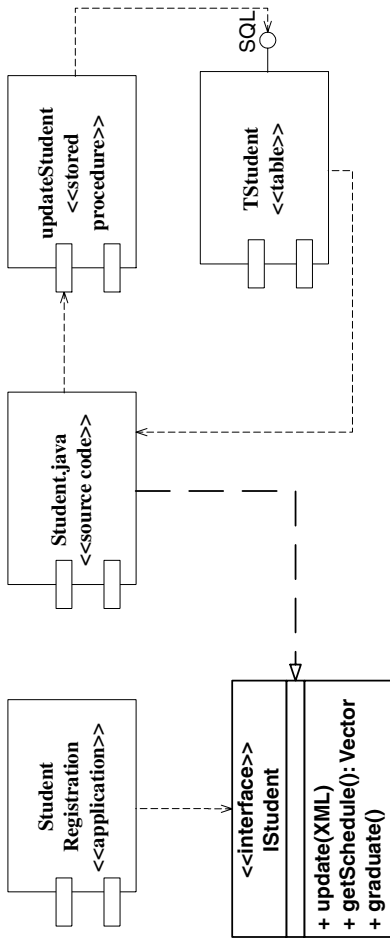 Student
Registration
<<application>>
Student.java
<<source code>>
updateStudent
<<stored
procedure>>
<<interface>>
IStudent
+ update(XML)
+ getSchedule(): Vector
+ graduate()
TStudent
<<table>>
SQL